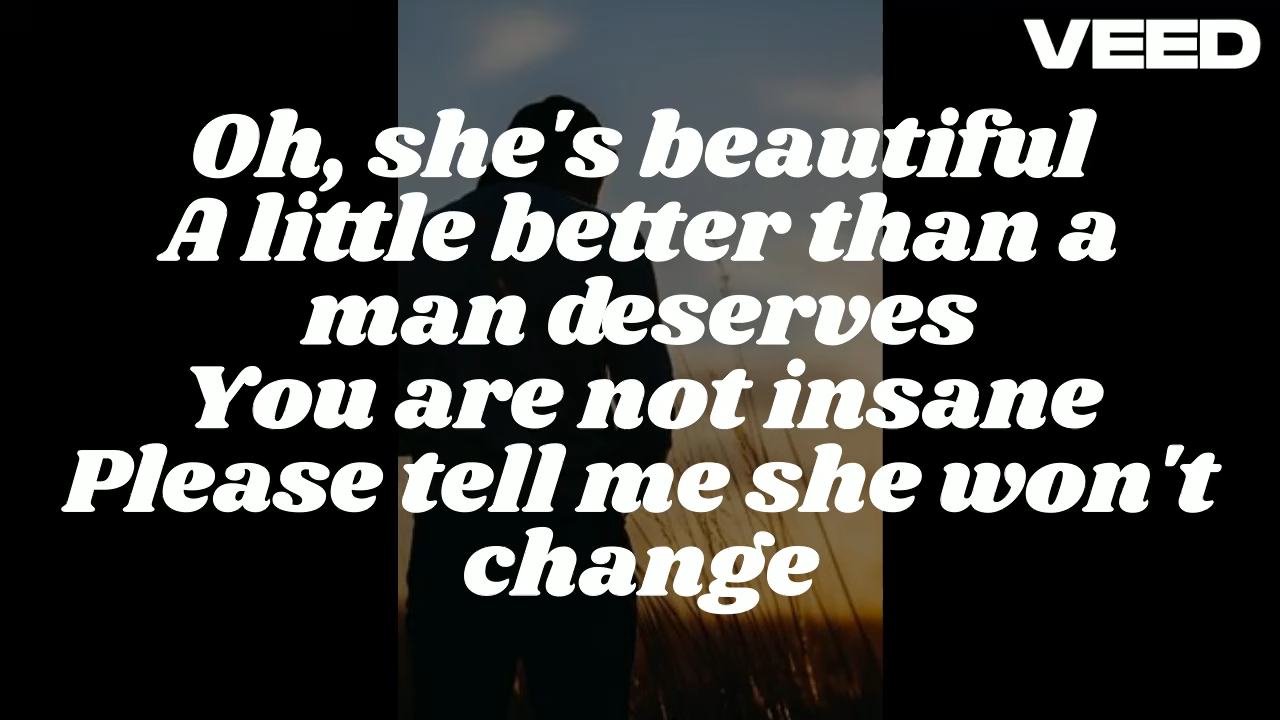 VEED
Oh, she's beautiful
A little better than a
man deserves
You are not insane
Please tell me she won't
change